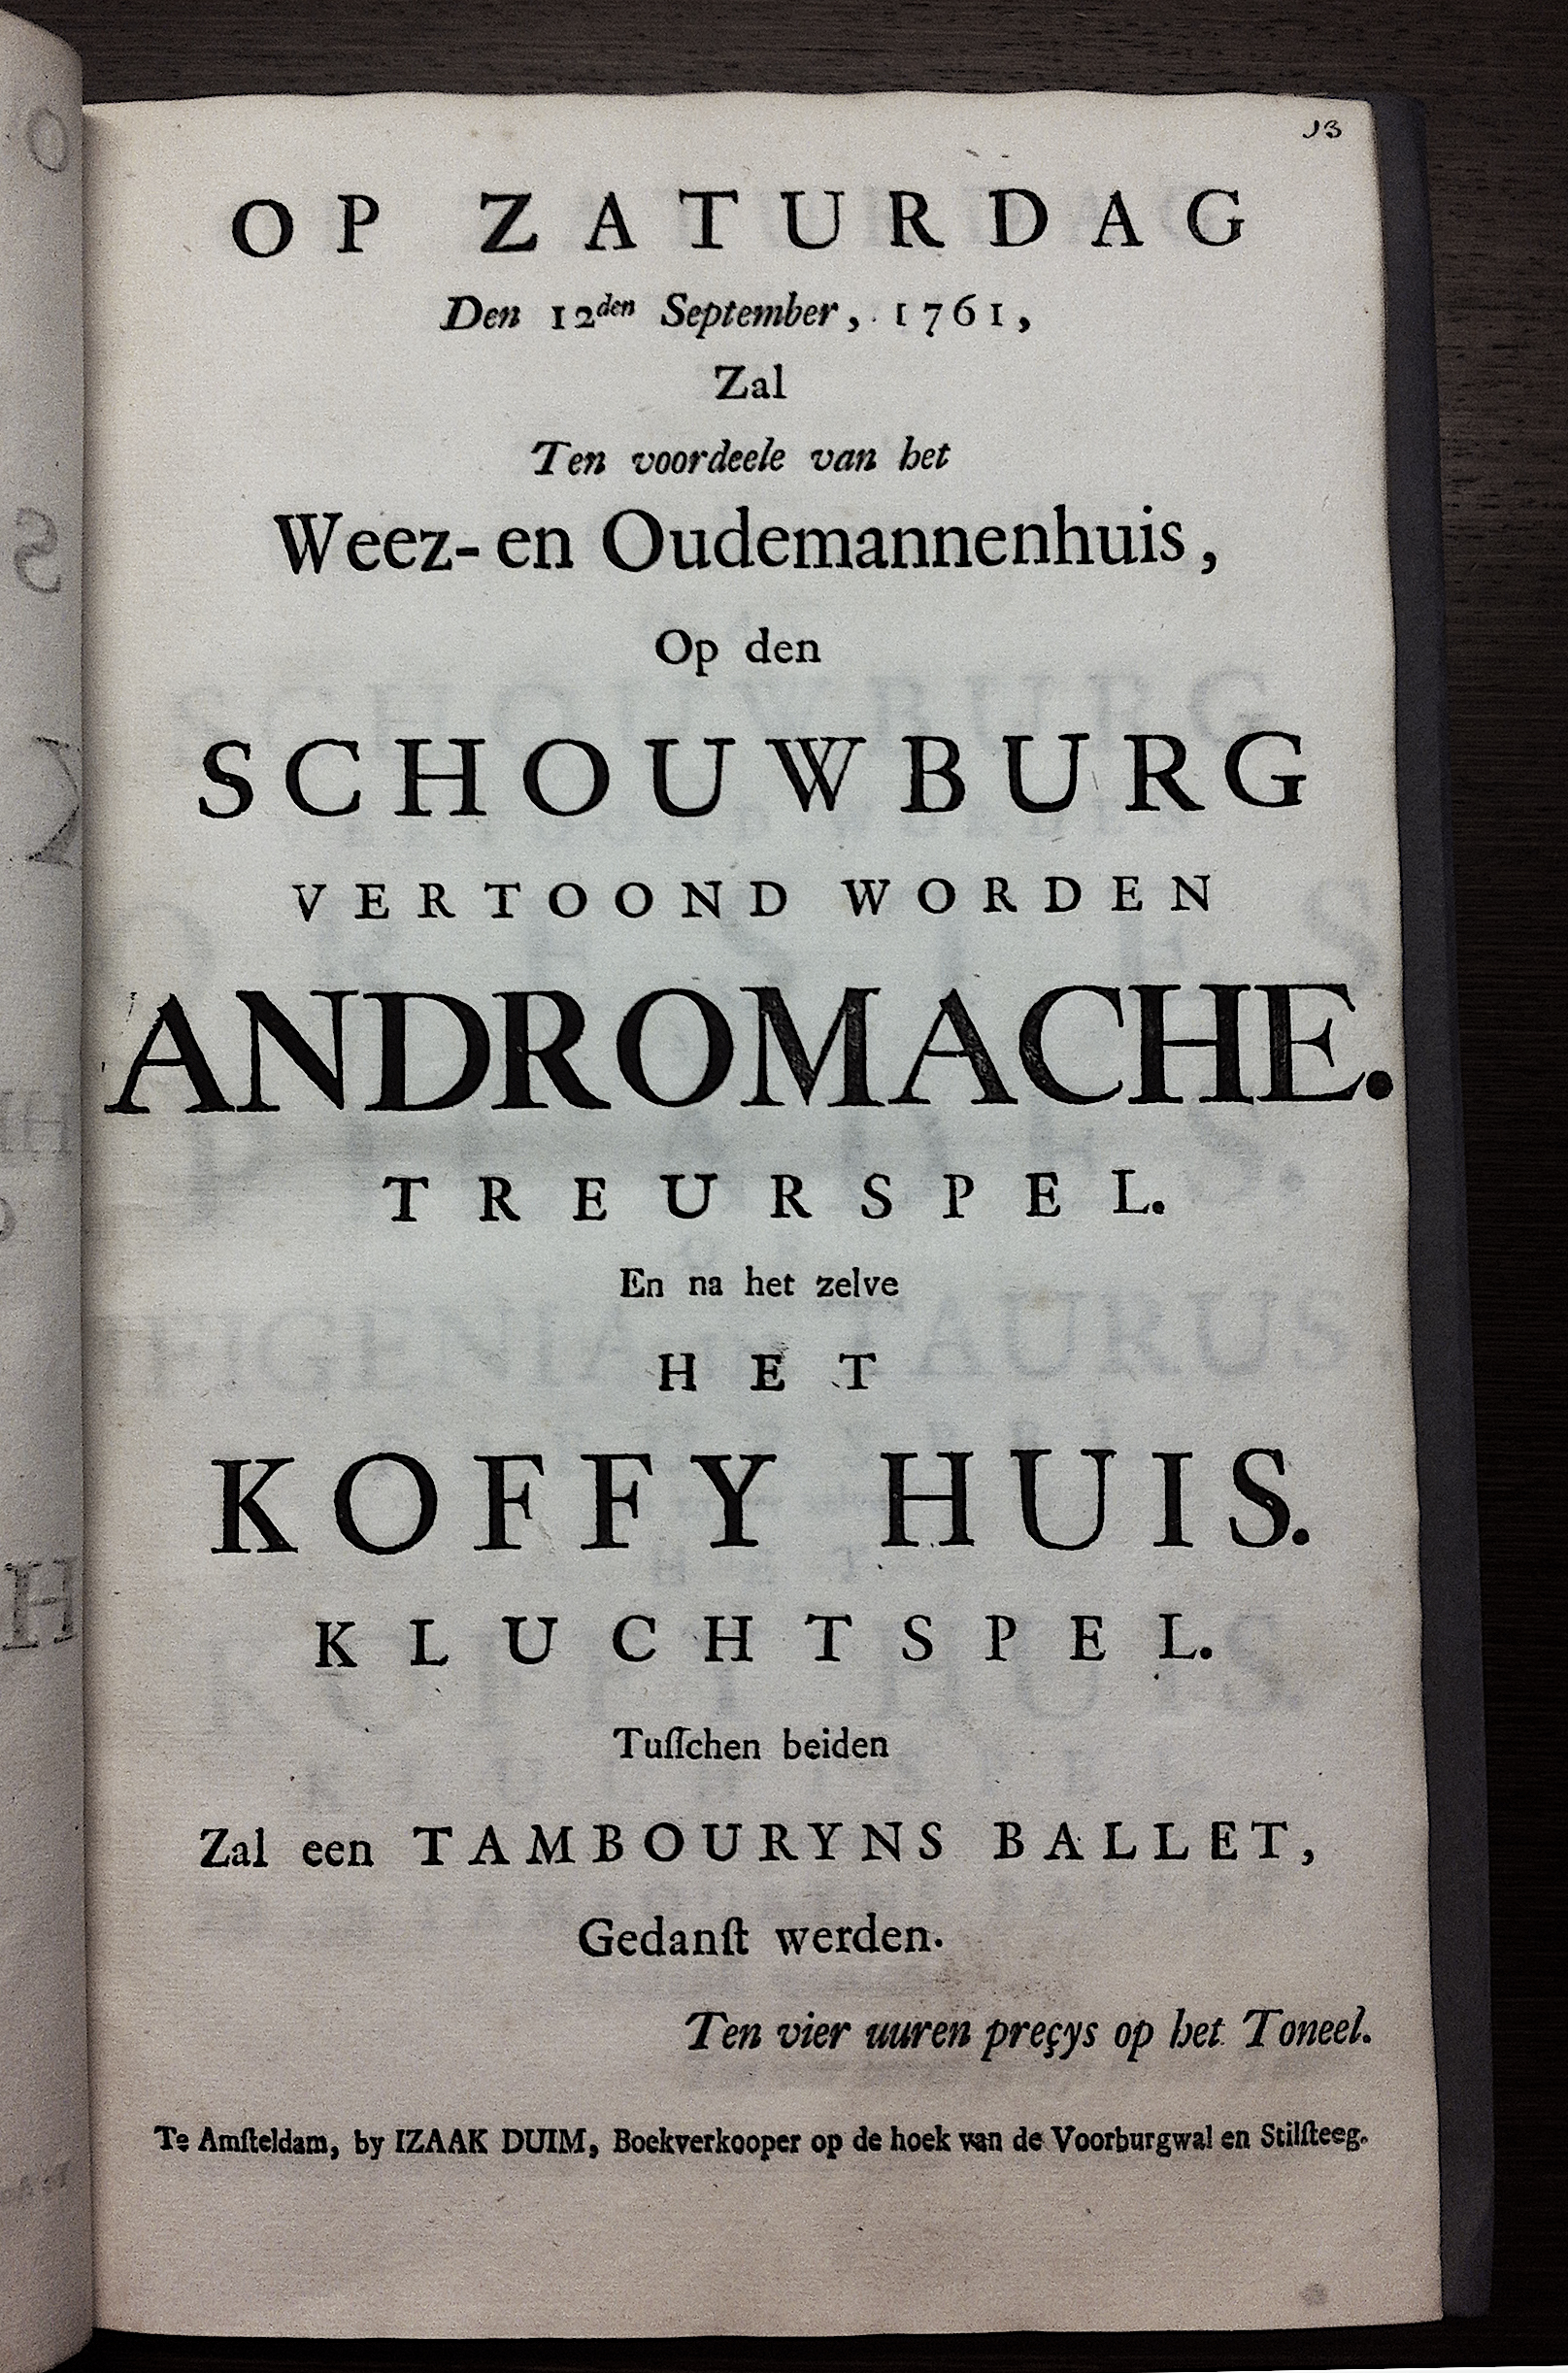 13
OP ZATURDAG
Den 12den September, 1761,
Zal
Ten voordeele van het
Weez- en Oudemannenhuis,
Op den
SCHOUWBURG
VERTOOND WORDEN
ANDROMACHE.
TREURSPEL.
En na het zelve
HET
KOFFY HUIS.
KLUCHTSPEL.
Tuſſchen beiden
Zal een TAMBOURYNS BALLET,
Gedanſt werden.
Ten vier uuren preçys op het Toneel.
Te Amſteldam, by IZAAK DUIM, Boekverkooper op de hoek van de Voorburgwal en Stilſteeg.